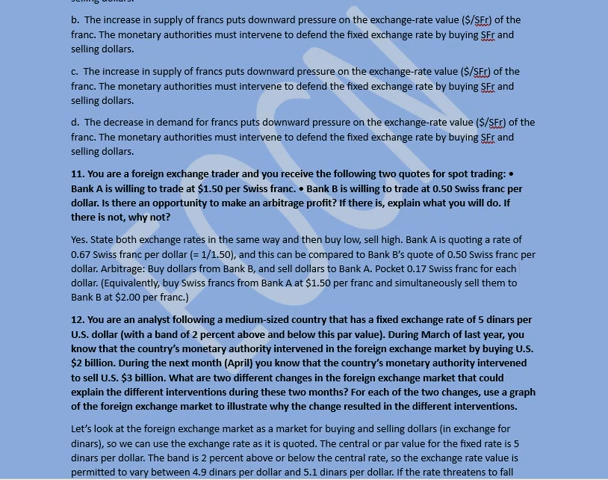 b. The increase in supply of francs puts downward pressure on the exchange-rate value ($/SFr) of the
franc. The monetary authorities must intervene to defend the fixed exchange rate by buying SFr and
selling dollars.
c. The increase in supply of francs puts downward pressure on the exchange-rate value ($/SFr) of the
franc. The monetary authorities must intervene to defend the fixed exchange rate by buying SFr and
selling dollars.
d. The decrease in demand for francs puts downward pressure on the exchange-rate value ($/SFr) of the
franc. The monetary authorities must intervene to defend the fixed exchange rate by buying SFr and
selling dollars.
11. You are a foreign exchange trader and you receive the following two quotes for spot trading: •
Bank A is willing to trade at $1.50 per Swiss franc. • Bank B is willing to trade at 0.50 Swiss franc per
dollar. Is there an opportunity to make an arbitrage profit? If there is, explain what you will do. If
there is not, why not?
Yes. State both exchange rates in the same way and then buy low, sell high. Bank A is quoting a rate of
0.67 Swiss franc per dollar (= 1/1.50), and this can be compared to Bank B's quote of 0.50 Swiss franc per
dollar. Arbitrage: Buy dollars from Bank B, and sell dollars to Bank A. Pocket 0.17 Swiss franc for each
dollar. (Equivalently, buy Swiss francs from Bank A at $1.50 per franc and simultaneously sell them to
Bank B at $2.00 per franc.)
12. You are an analyst following a medium-sized country that has a fixed exchange rate of 5 dinars per
U.S. dollar (with a band of 2 percent above and below this par value). During March of last year, you
know that the country's monetary authority intervened in the foreign exchange market by buying U.S.
$2 billion. During the next month (April) you know that the country's monetary authority intervened
to sell U.S. $3 billion. What are two different changes in the foreign exchange market that could
explain the different interventions during these two months? For each of the two changes, use a graph
of the foreign exchange market to illustrate why the change resulted in the different interventions.
Let's look at the foreign exchange market as a market for buying and selling dollars (in exchange for
dinars), so we can use the exchange rate as it is quoted. The central or par value for the fixed rate is 5
dinars per dollar. The band is 2 percent above or below the central rate, so the exchange rate value is
permitted to vary between 4.9 dinars per dollar and 5.1 dinars per dollar. If the rate threatens to fall